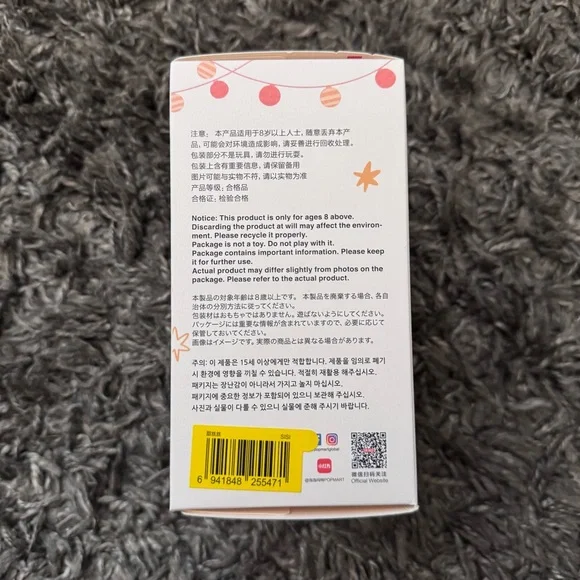 注意： 本产品适用于8岁以上人士，随意丢弃本产
品，可能会对环境造成影响，请妥善进行回收处理。
包装部分不是玩具，请勿进行玩耍。
包装上含有重要信息，请保留备用
图片可能与实物不符，请以实物为准
产品等级：合格品
合格证：检验合格
Notice: This product is only for ages 8 above.
Discarding the product at will may affect the environ-
ment. Please recycle it properly.
Package is not a toy. Do not play with it.
Package contains important information. Please keep
it for further use.
Actual product may differ slightly from photos on the
package. Please refer to the actual product.
本製品の対象年齢は8歳以上です。 本製品を廃棄する場合、各自
治体の分別方法に従ってください。
包装材はおもちゃではありません。遊ばないようにしてください。
パッケージには重要な情報が含まれていますので、必要に応じて
保管しておいてください。
画像はイメージです。実際の商品とは異なる場合があります。
주의: 이 제품은 15세 이상에게만 적합합니다. 제품을 임의로 폐기
시 환경에 영향을 끼칠 수 있습니다. 적절히 재활용 해주십시오.
패키지는 장난감이 아니라서 가지고 놀지 마십시오.
패키지에 중요한 정보가 포함되어 있으니 보관해 주십시오.
사진과 실물이 다를 수 있으니 실물에 준해 주시기 바랍니다.
6 941848 255471
小红书
POPMART
微信扫码关注
Official Website